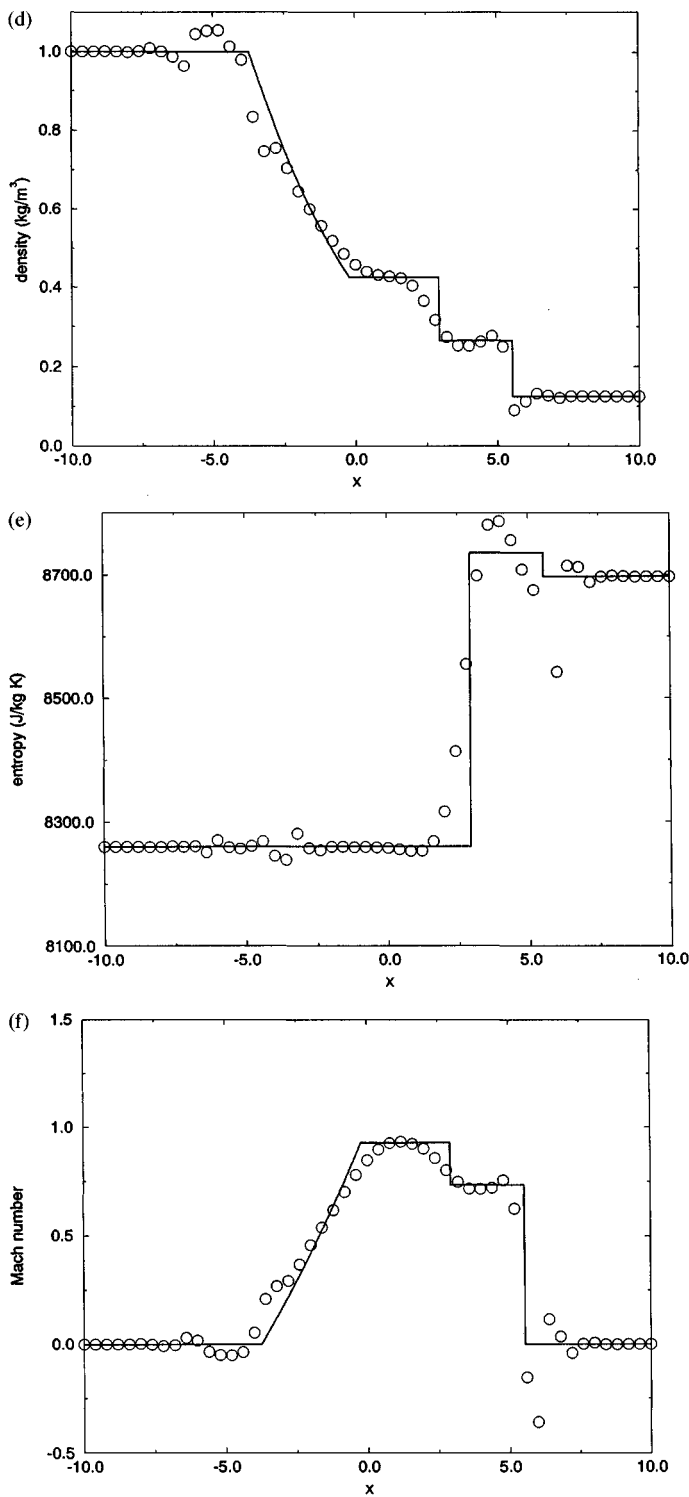 (d)
1.0
0.8
0.6
0.4
0.2
0.0
density (kg/m³)
-10.0 -5.0 0.0 5.0 10.0
x
(e)
8700.0
8500.0
8300.0
8100.0
entropy (J/kg K)
-10.0 -5.0 0.0 5.0 10.0
x
(f)
1.5
1.0
0.5
0.0
-0.5
Mach number
-10.0 -5.0 0.0 5.0 10.0
x